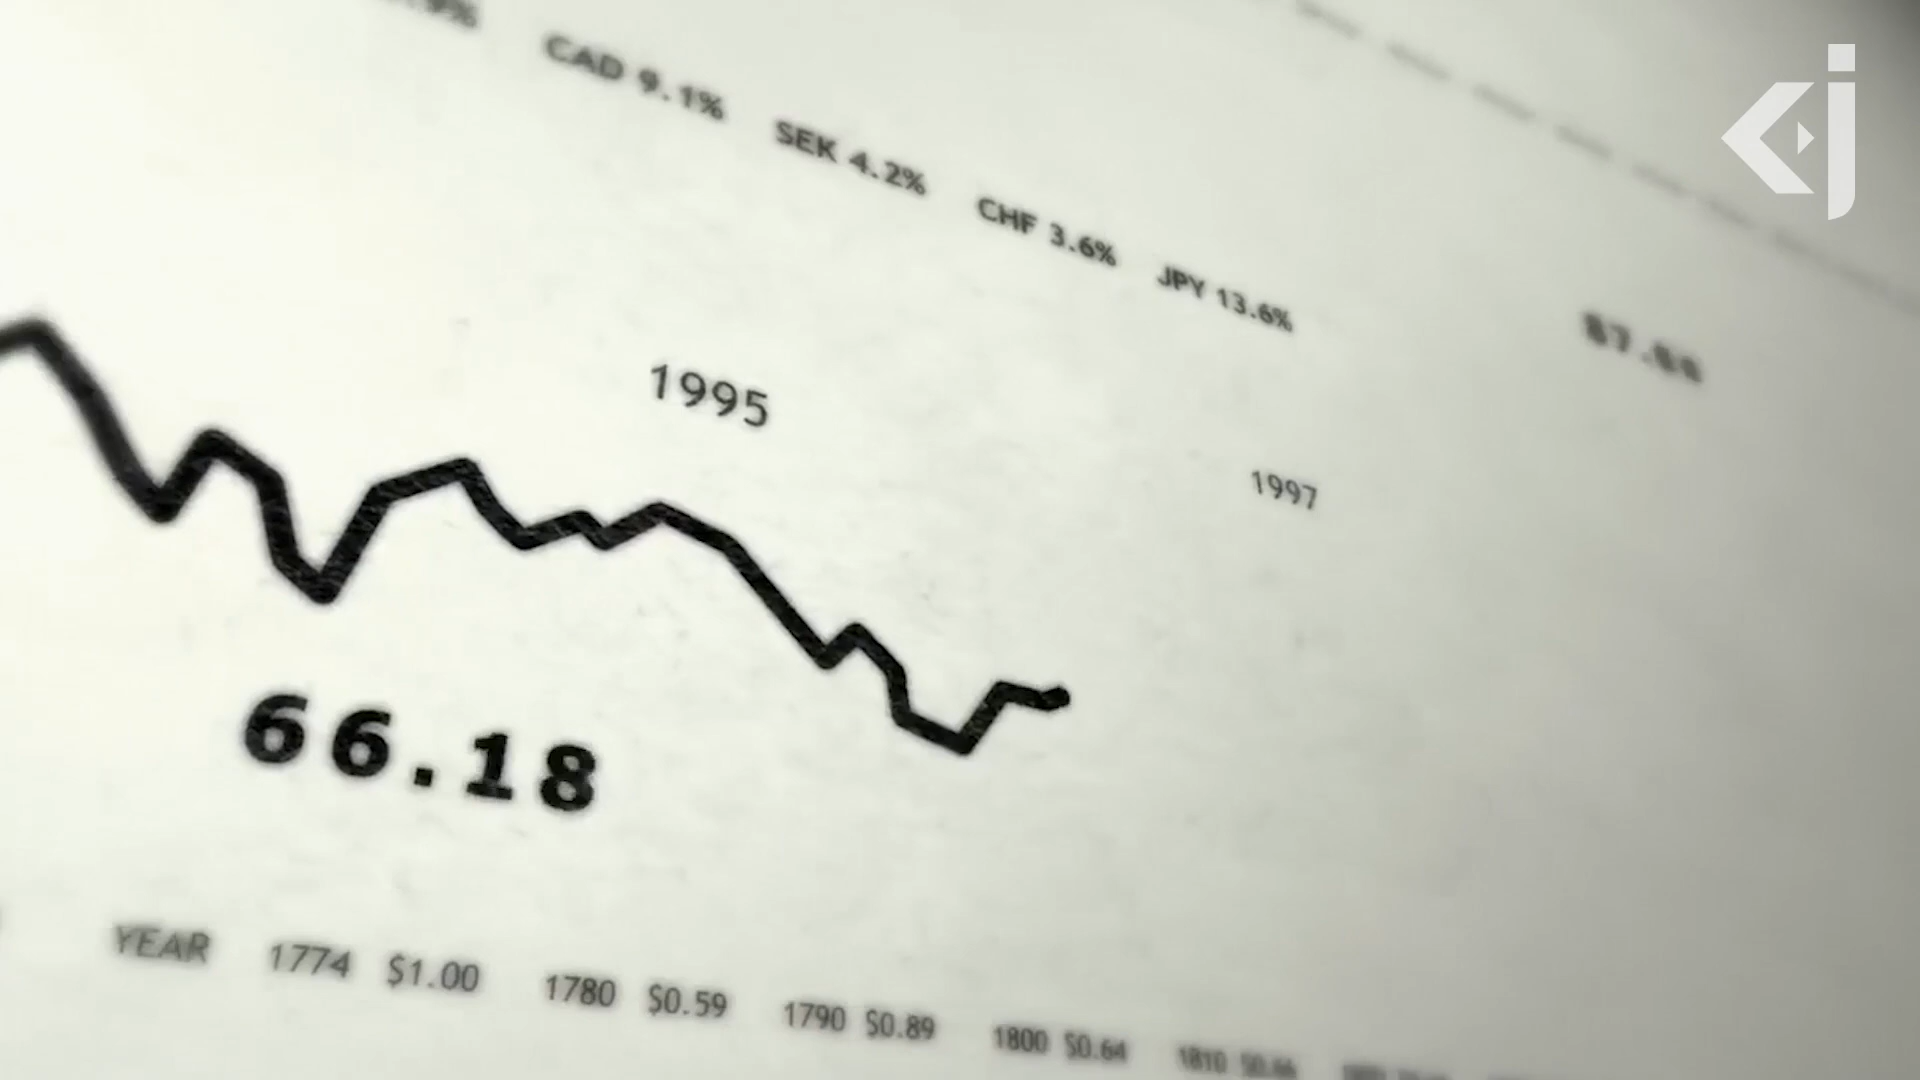 CAD 9.1% SEK 4.2% CHF 3.6% JPY 13.6%
1995
1997
66.18
YEAR 1774 $1.00 1780 $0.59 1790 $0.89 1800 $0.64 1810